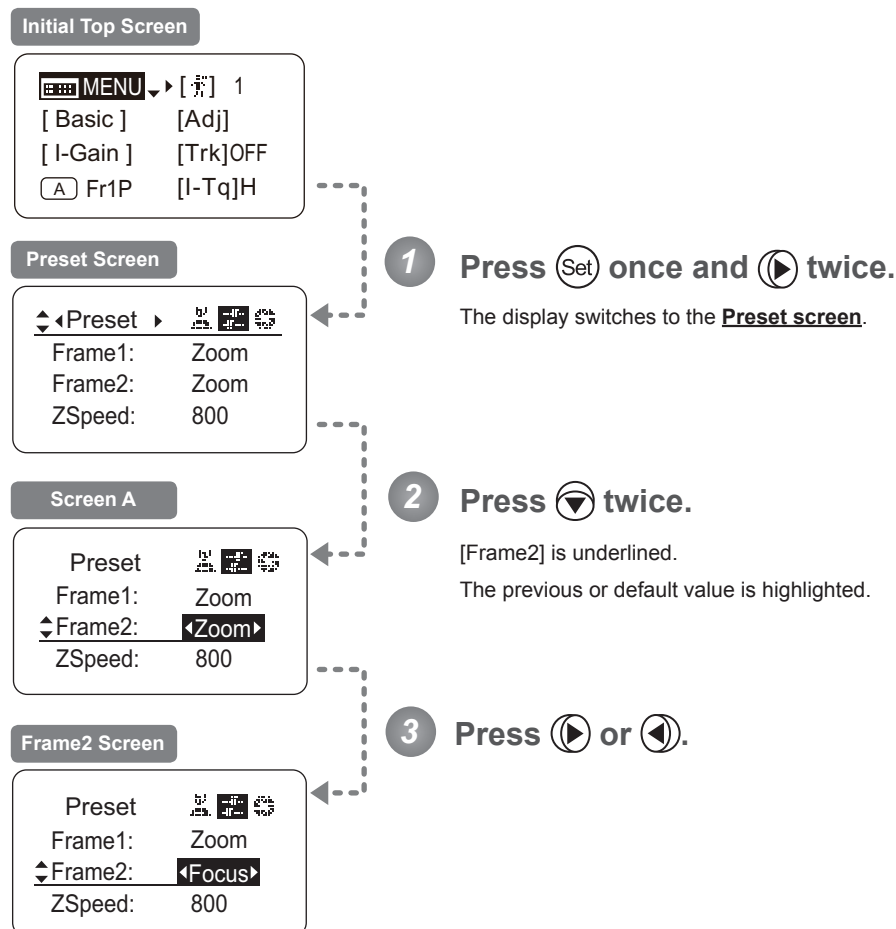 Initial Top Screen
MENU [ ] 1
[ Basic ] [Adj]
[ I-Gain ] [Trk]OFF
A Fr1P [I-Tq]H
Preset Screen
Preset
Frame1: Zoom
Frame2: Zoom
ZSpeed: 800
1 Press Set once and twice.
The display switches to the Preset screen.
Screen A
Preset
Frame1: Zoom
Frame2: Zoom
ZSpeed: 800
2 Press twice.
[Frame2] is underlined.
The previous or default value is highlighted.
Frame2 Screen
Preset
Frame1: Zoom
Frame2: Focus
ZSpeed: 800
3 Press or .